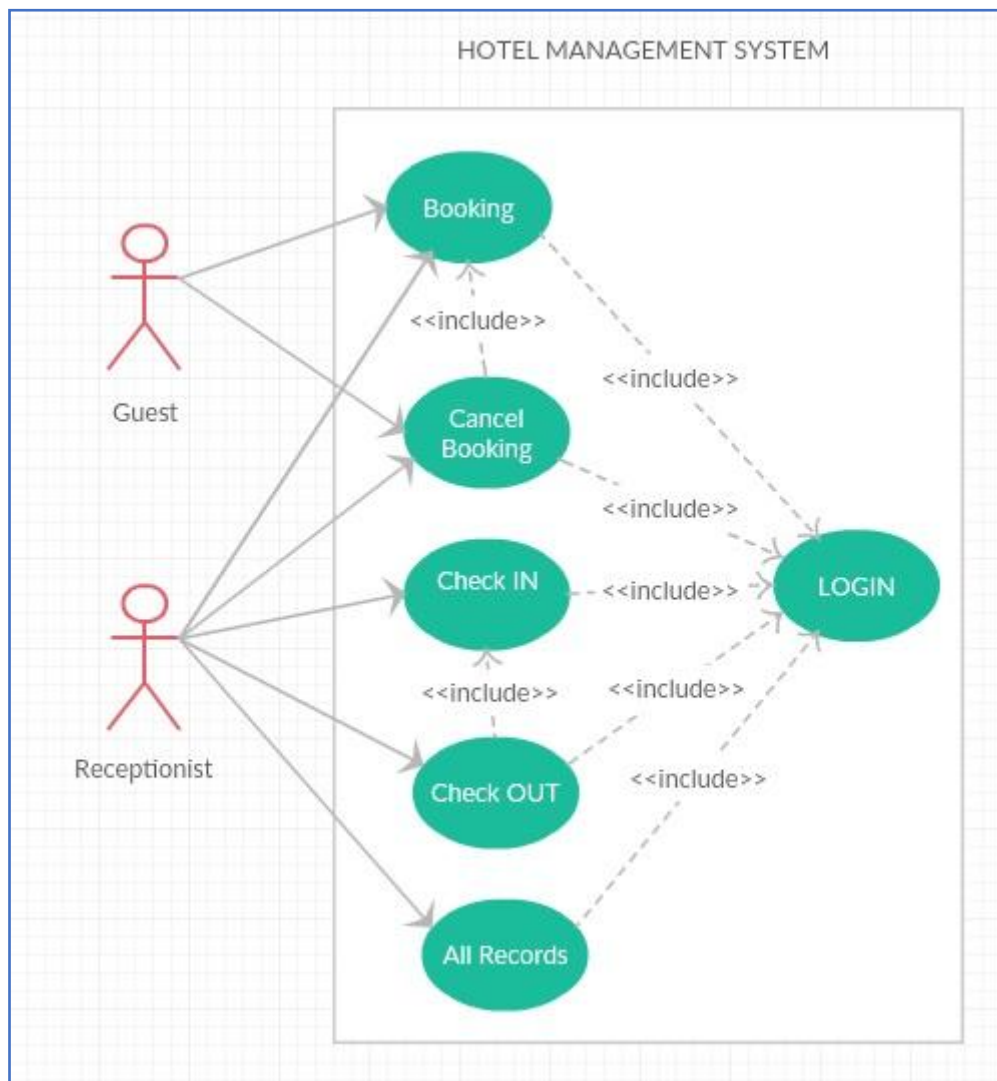 HOTEL MANAGEMENT SYSTEM
Booking
<<include>>
<<include>>
Guest
Cancel
Booking
<<include>>
Check IN
<<include>>
LOGIN
<<include>>
<<include>>
Receptionist
<<include>>
Check OUT
All Records